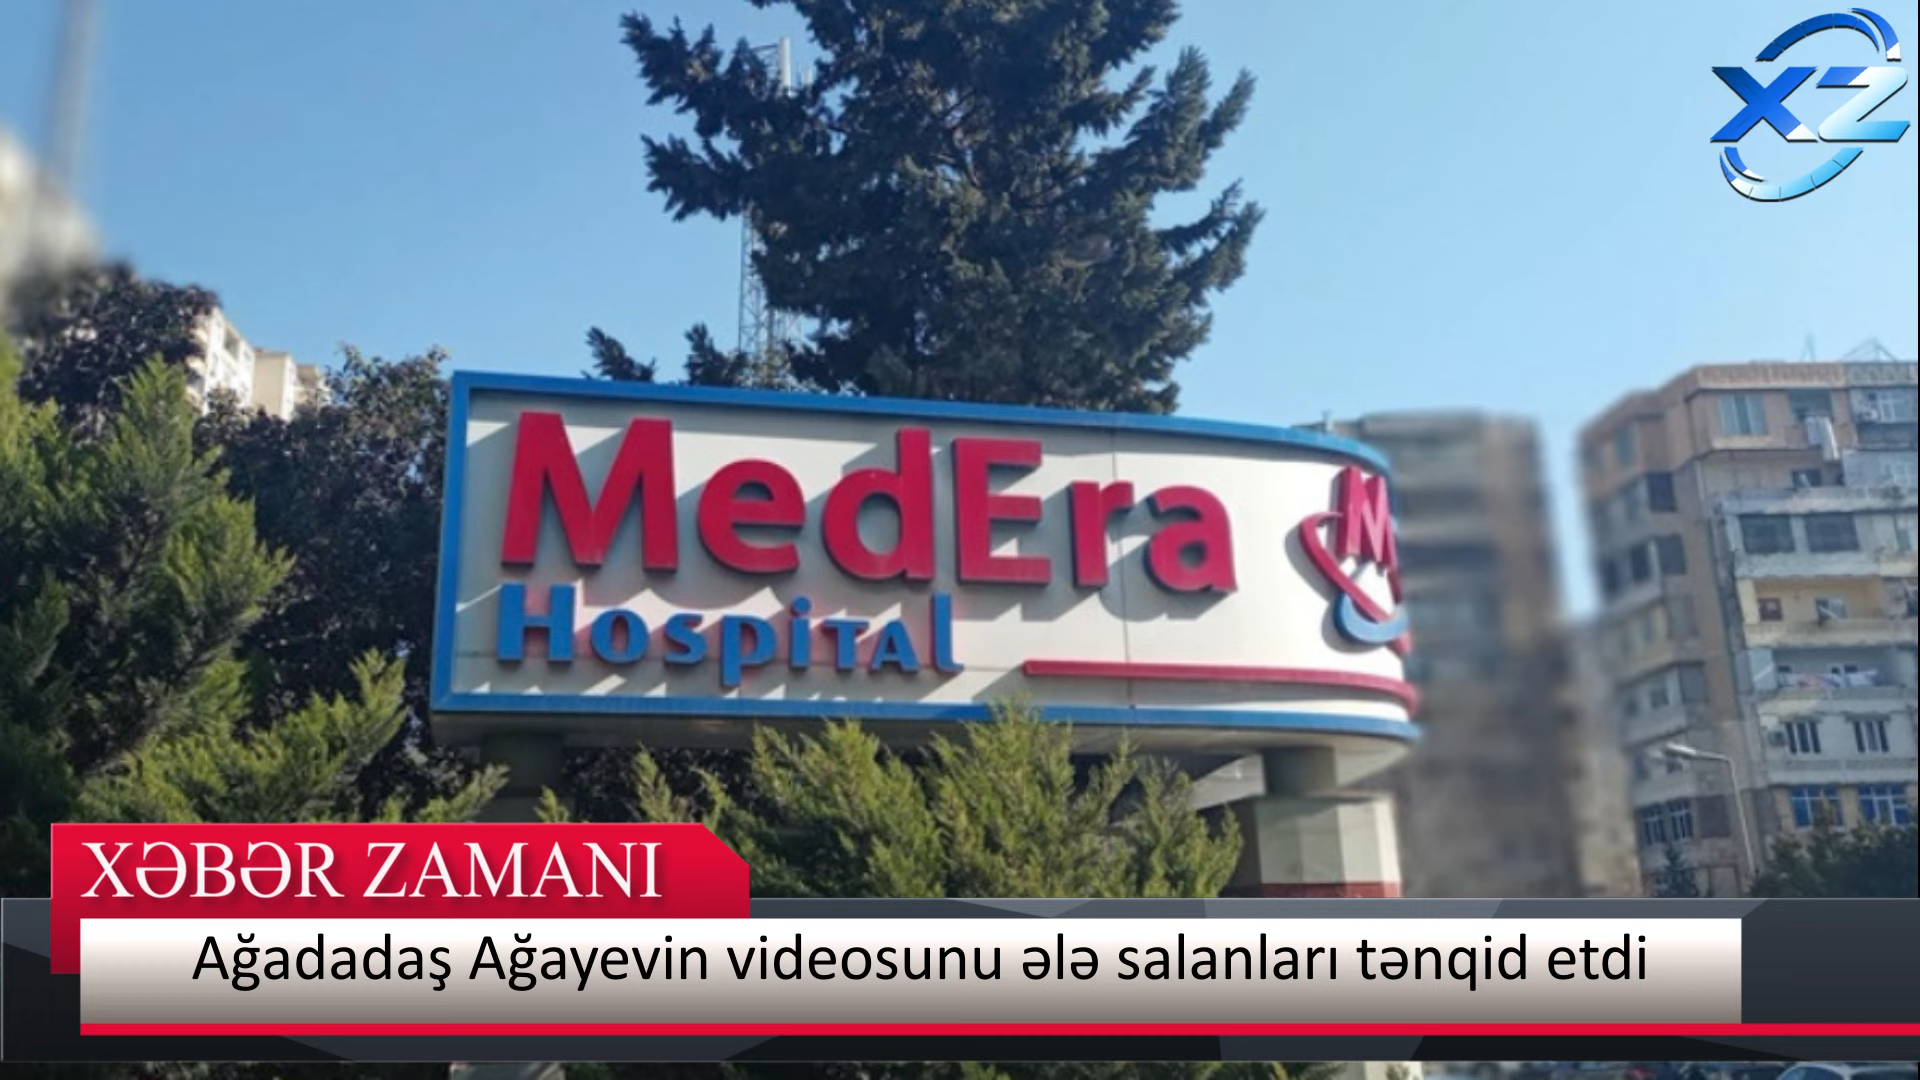 XZ
MedEra
M
Hospital
XƏBƏR ZAMANI
Ağadadaş Ağayevin videosunu ələ salanları tənqid etdi